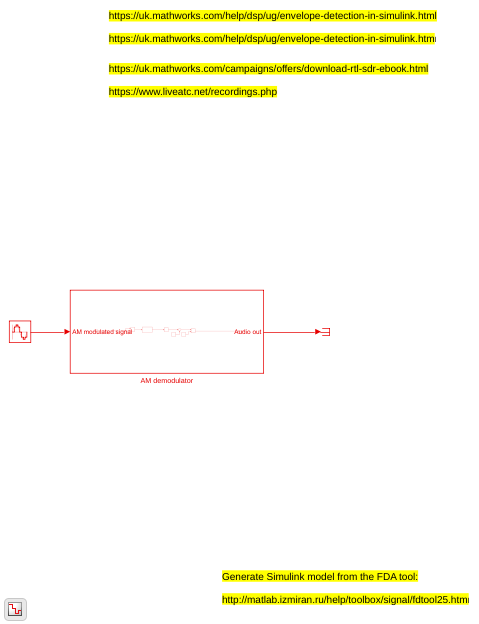 https://uk.mathworks.com/help/dsp/ug/envelope-detection-in-simulink.html
https://uk.mathworks.com/help/dsp/ug/envelope-detection-in-simulink.htm
https://uk.mathworks.com/campaigns/offers/download-rtl-sdr-ebook.html
https://www.liveatc.net/recordings.php
AM modulated signal
Audio out
AM demodulator
Generate Simulink model from the FDA tool:
http://matlab.izmiran.ru/help/toolbox/signal/fdtool25.htm